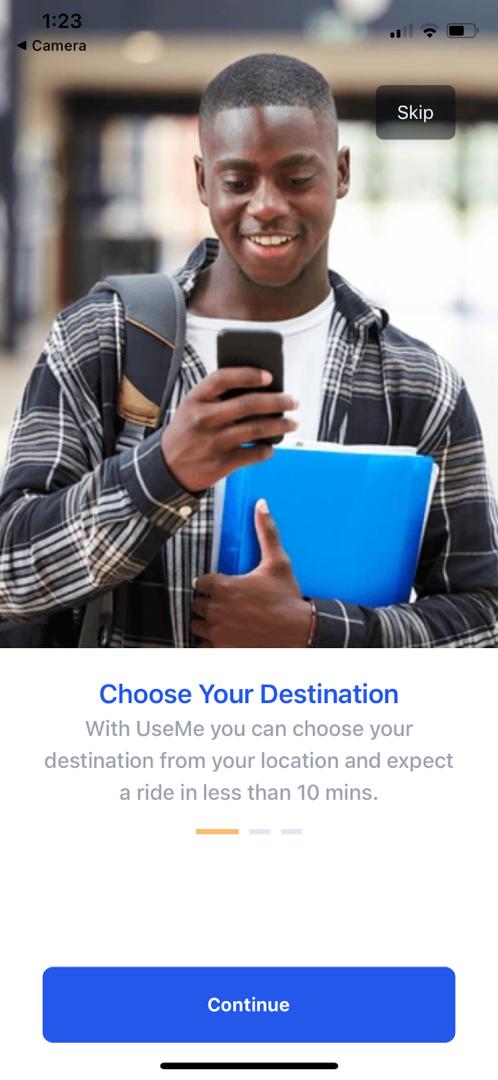 1:23
◀ Camera
Skip
Choose Your Destination
With UseMe you can choose your
destination from your location and expect
a ride in less than 10 mins.
Continue